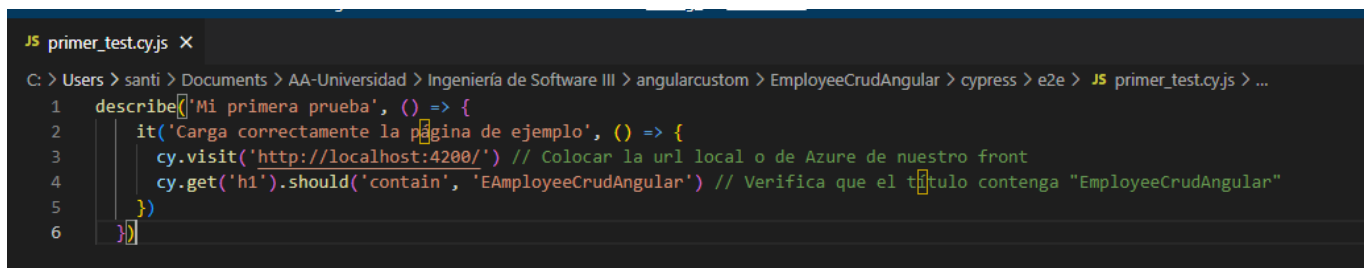 JS primer_test.cy.js ×
C: > Users > santi > Documents > AA-Universidad > Ingeniería de Software III > angularcustom > EmployeeCrudAngular > cypress > e2e > JS primer_test.cy.js > ...
1 describe('Mi primera prueba', () => {
2 it('Carga correctamente la página de ejemplo', () => {
3 cy.visit('http://localhost:4200/') // Colocar la url local o de Azure de nuestro front
4 cy.get('h1').should('contain', 'EAmployeeCrudAngular') // Verifica que el título contenga "EmployeeCrudAngular"
5 })
6 })